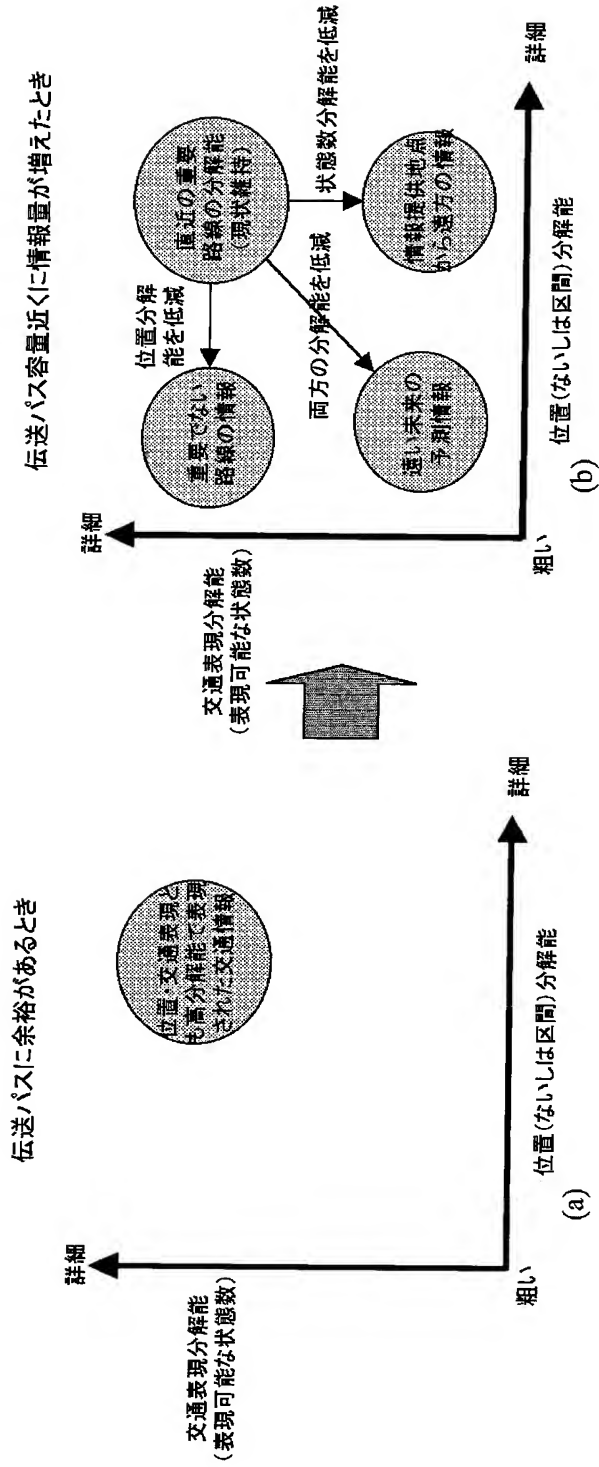 伝送パスに余裕があるとき
交通表現分解能
(表現可能な状態数)
詳細
位置・交通表現と
も高分解能で表現
された交通情報
粗い
位置(ないしは区間)分解能
詳細
(a)
伝送パス容量近くに情報量が増えたとき
交通表現分解能
(表現可能な状態数)
詳細
重要でない
路線の情報
位置分解
能を低減
直近の重要
路線の分解能
(現状維持)
両方の分解能を低減
状態数分解能を低減
遠い未来の
予測情報
情報提供地点
から遠方の情報
粗い
位置(ないしは区間)分解能
詳細
(b)